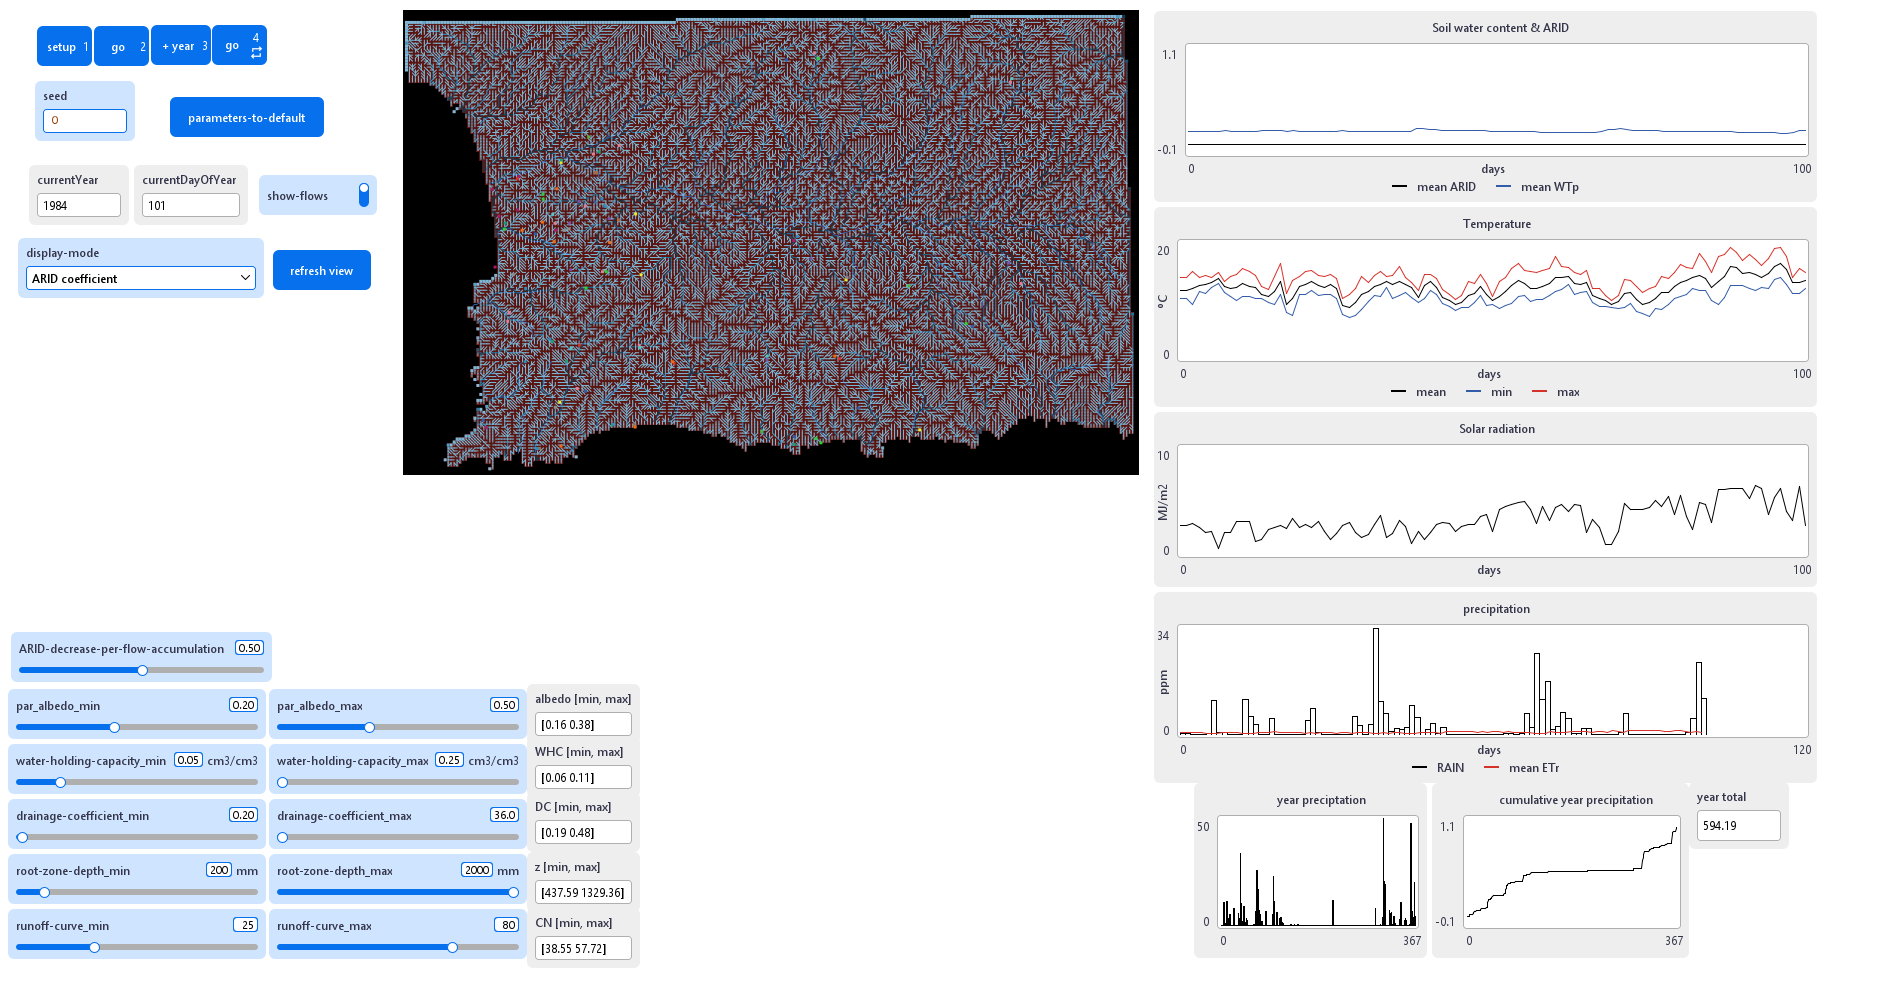 setup 1
go 2
+ year 3
go 4
seed
0
parameters-to-default
currentYear
1984
currentDayOfYear
101
show-flows
display-mode
ARID coefficient
refresh view
ARID-decrease-per-flow-accumulation 0.50
par_albedo_min 0.20
par_albedo_max 0.50
albedo [min, max]
[0.16 0.38]
water-holding-capacity_min 0.05 cm3/cm3
water-holding-capacity_max 0.25 cm3/cm3
WHC [min, max]
[0.06 0.11]
drainage-coefficient_min 0.20
drainage-coefficient_max 36.0
DC [min, max]
[0.19 0.48]
root-zone-depth_min 200 mm
root-zone-depth_max 2000 mm
z [min, max]
[437.59 1329.36]
runoff-curve_min 25
runoff-curve_max 80
CN [min, max]
[38.55 57.72]
Soil water content & ARID
1.1
-0.1
0 days 100
mean ARID mean WTp
Temperature
20
°C
0
0 days 100
mean min max
Solar radiation
10
MJ/m2
0
0 days 100
precipitation
34
ppm
0
0 days 120
RAIN mean ETr
year preciptation
50
0
0 367
cumulative year precipitation
1.1
-0.1
0 367
year total
594.19